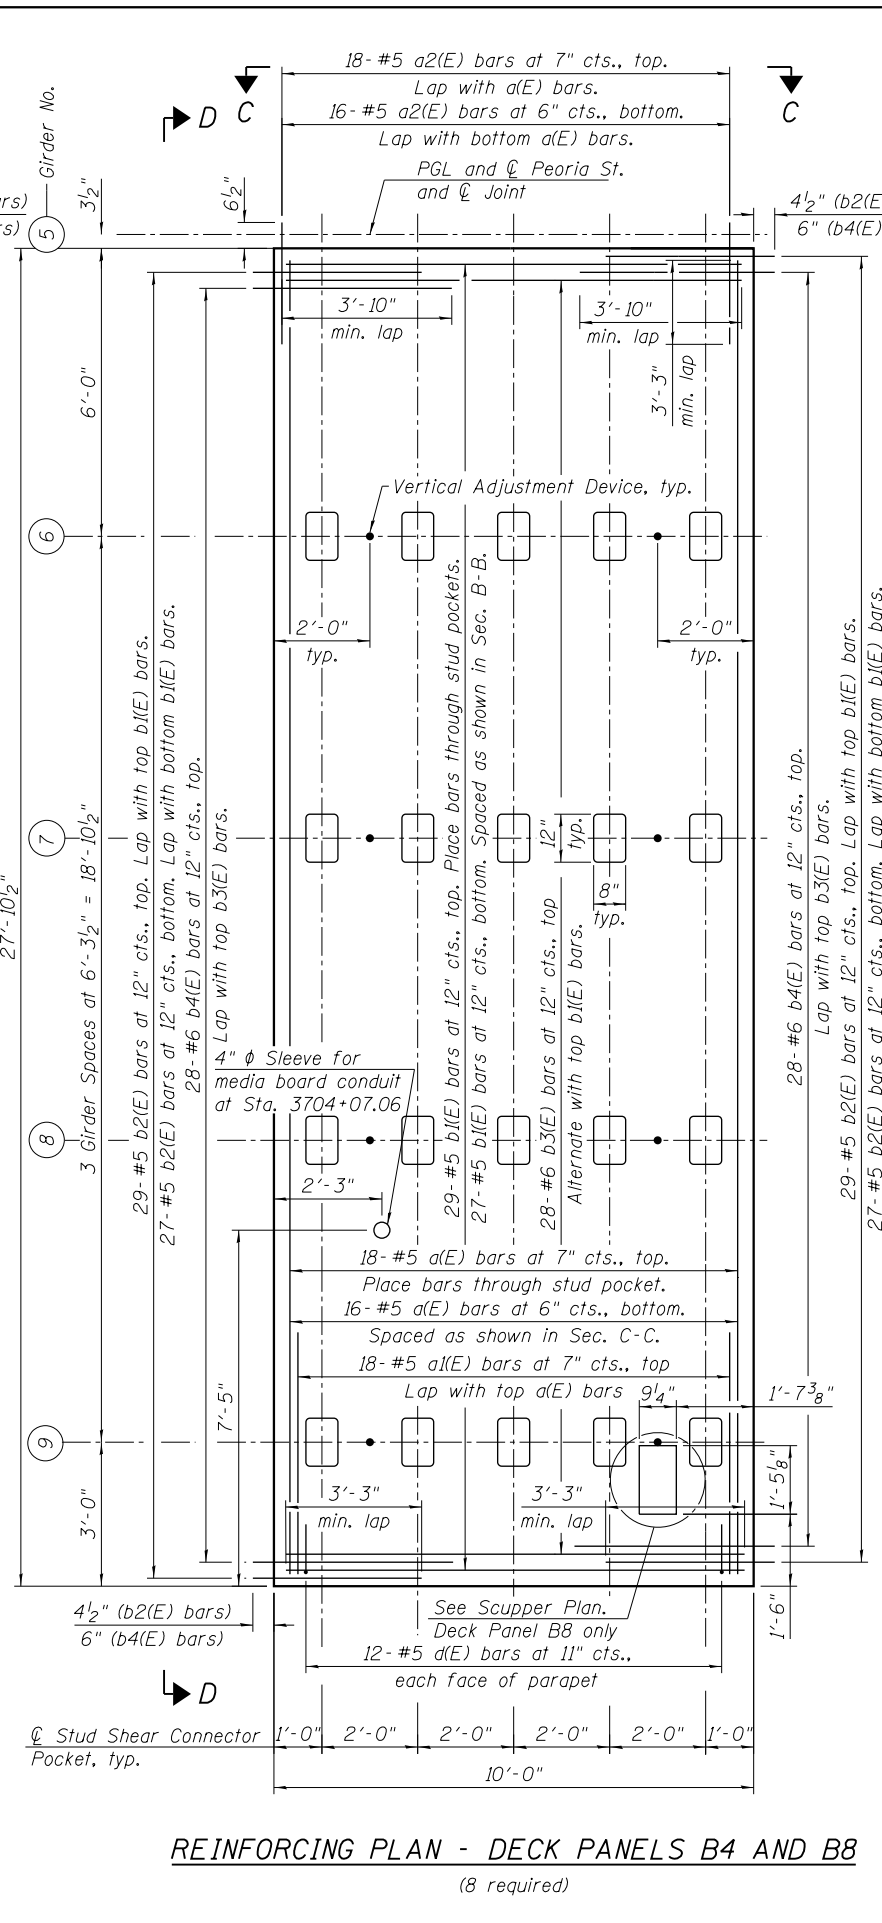 18-#5 a2(E) bars at 7" cts., top.
Lap with a(E) bars.
16-#5 a2(E) bars at 6" cts., bottom.
Lap with bottom a(E) bars.
D
C
C
Girder No.
3½"
6½"
PGL and ℄ Peoria St.
and ℄ Joint
4½" (b2(E
6" (b4(E)
5
3'-10"
min. lap
3'-10"
min. lap
3'-3"
min. lap
6'-0"
Vertical Adjustment Device, typ.
6
2'-0"
typ.
2'-0"
typ.
29-#5 b2(E) bars at 12" cts., top. Lap with top b1(E) bars.
27-#5 b2(E) bars at 12" cts., bottom. Lap with bottom b1(E) bars.
28-#6 b4(E) bars at 12" cts., top.
Lap with top b3(E) bars.
29-#5 b1(E) bars at 12" cts., top. Place bars through stud pockets.
27-#5 b1(E) bars at 12" cts., bottom. Spaced as shown in Sec. B-B.
28-#6 b3(E) bars at 12" cts., top
Alternate with top b1(E) bars.
28-#6 b4(E) bars at 12" cts., top.
Lap with top b3(E) bars.
29-#5 b2(E) bars at 12" cts., top. Lap with top b1(E) bars.
27-#5 b2(E) bars at 12" cts., bottom. Lap with bottom b1(E) bars.
7
12"
typ.
8"
typ.
27'-10½"
3 Girder Spaces at 6'-3½" = 18'-10½"
4" ϕ Sleeve for
media board conduit
at Sta. 3704+07.06
8
2'-3"
18-#5 a(E) bars at 7" cts., top.
Place bars through stud pocket.
16-#5 a(E) bars at 6" cts., bottom.
Spaced as shown in Sec. C-C.
18-#5 a1(E) bars at 7" cts., top
Lap with top a(E) bars
9¼"
1'-7⅜"
7'-5"
9
3'-0"
3'-3"
min. lap
3'-3"
min. lap
1'-5⅛"
1'-6"
4½" (b2(E) bars)
6" (b4(E) bars)
See Scupper Plan.
Deck Panel B8 only
12-#5 d(E) bars at 11" cts.,
each face of parapet
D
℄ Stud Shear Connector
Pocket, typ.
1'-0" 2'-0" 2'-0" 2'-0" 2'-0" 1'-0"
10'-0"
REINFORCING PLAN - DECK PANELS B4 AND B8
(8 required)